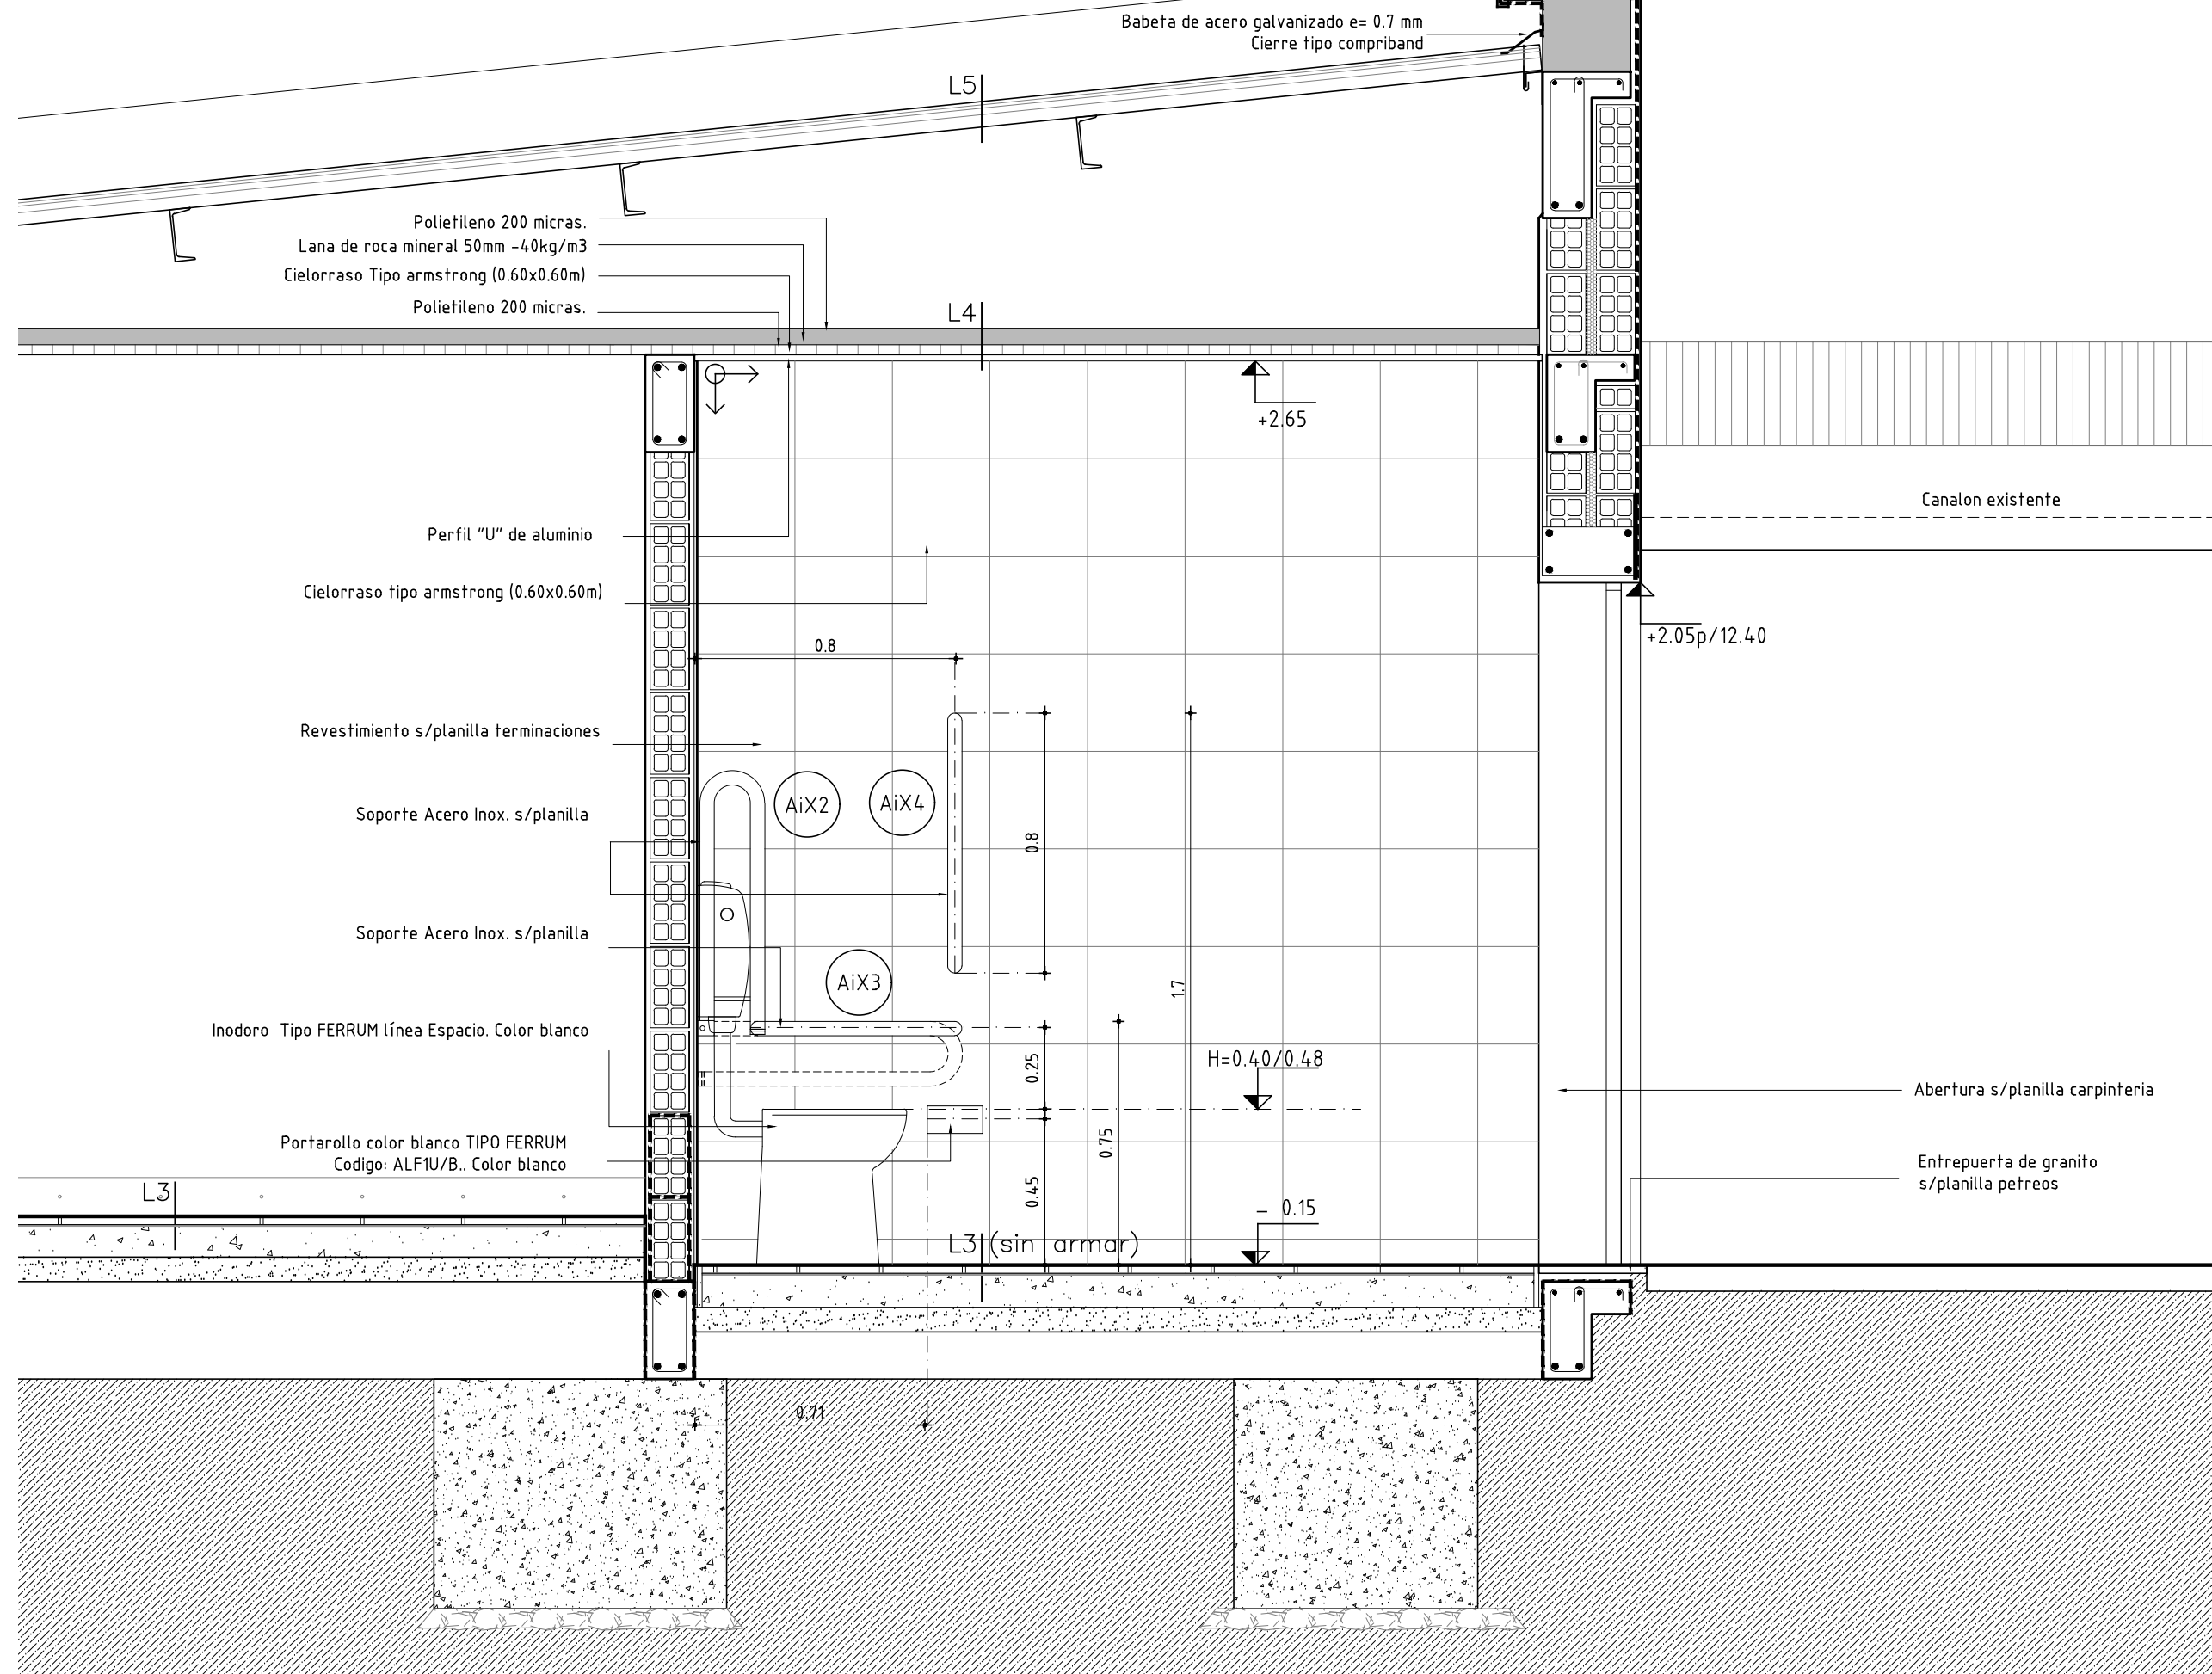 Babeta de acero galvanizado e= 0.7 mm
Cierre tipo compriband
L5
Polietileno 200 micras.
Lana de roca mineral 50mm -40kg/m3
Cielorraso Tipo armstrong (0.60x0.60m)
Polietileno 200 micras.
L4
+2.65
Canalon existente
Perfil "U" de aluminio
Cielorraso tipo armstrong (0.60x0.60m)
+2.05p/12.40
0.8
Revestimiento s/planilla terminaciones
AiX2
AiX4
Soporte Acero Inox. s/planilla
0.8
Soporte Acero Inox. s/planilla
AiX3
1.7
Inodoro Tipo FERRUM línea Espacio. Color blanco
0.25
H=0.40/0.48
Abertura s/planilla carpinteria
Portarollo color blanco TIPO FERRUM
Codigo: ALF1U/B.. Color blanco
0.75
Entrepuerta de granito
s/planilla petreos
L3
0.45
- 0.15
L3 (sin armar)
0.71